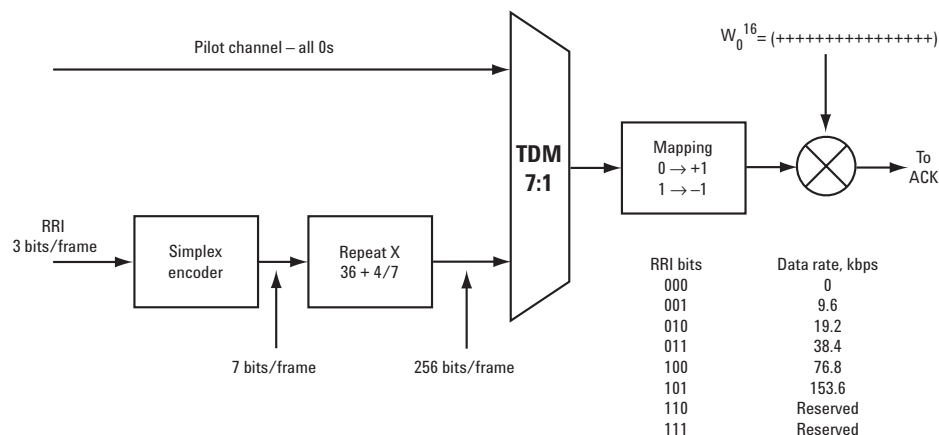 Pilot channel – all 0s
W₀¹⁶= (++++++++++++++++)
TDM
7:1
Mapping
0 → +1
1 → –1
To
ACK
RRI
3 bits/frame
Simplex
encoder
Repeat X
36 + 4/7
7 bits/frame
256 bits/frame
RRI bits Data rate, kbps
000 0
001 9.6
010 19.2
011 38.4
100 76.8
101 153.6
110 Reserved
111 Reserved